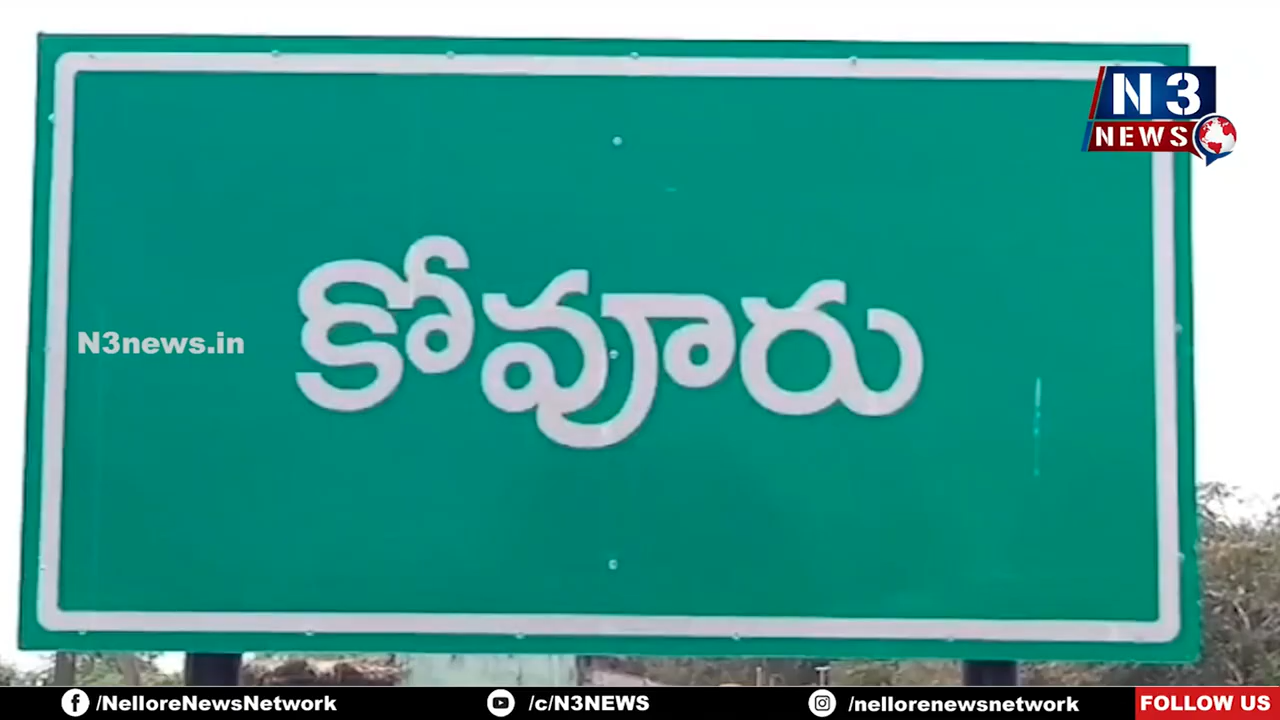 N3
NEWS
కోవూరు
N3news.in
/NelloreNewsNetwork
/c/N3NEWS
/nellorenewsnetwork
FOLLOW US